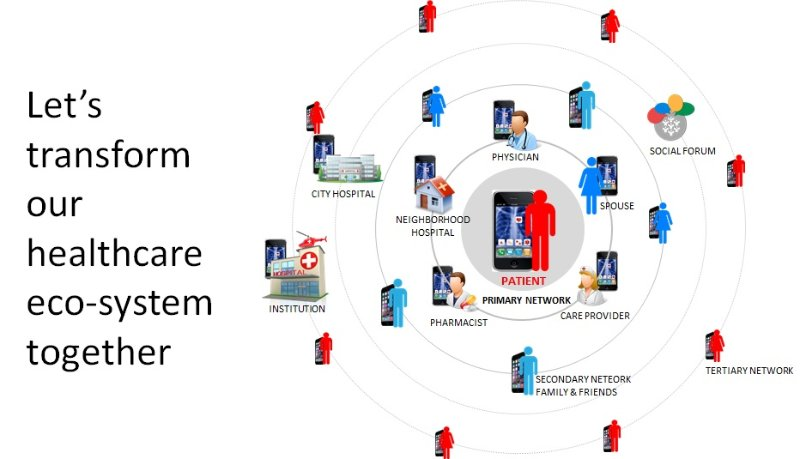 Let's
transform
our
healthcare
eco-system
together
PHYSICIAN
SOCIAL FORUM
CITY HOSPITAL
NEIGHBORHOOD
HOSPITAL
SPOUSE
HOSPITAL
INSTITUTION
PATIENT
PRIMARY NETWORK
PHARMACIST
CARE PROVIDER
TERTIARY NETWORK
SECONDARY NETEORK
FAMILY & FRIENDS